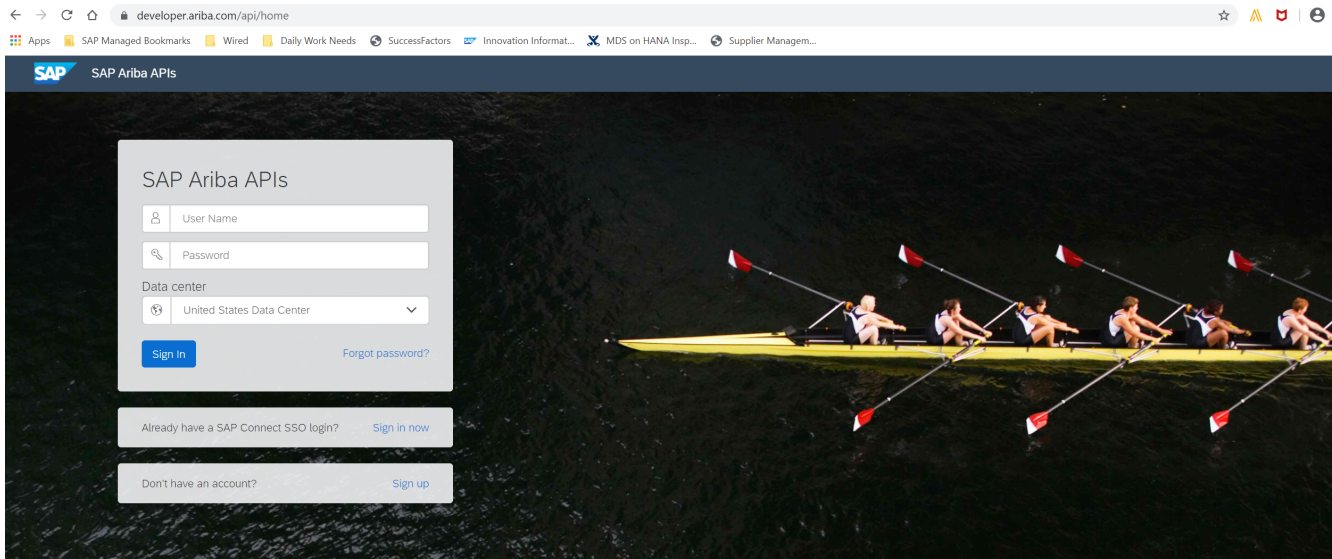 developer.ariba.com/api/home
Apps SAP Managed Bookmarks Wired Daily Work Needs SuccessFactors Innovation Informat... MDS on HANA Insp... Supplier Managem...
SAP SAP Ariba APIs
SAP Ariba APIs
User Name
Password
Data center
United States Data Center
Sign In Forgot password?
Already have a SAP Connect SSO login? Sign in now
Don't have an account? Sign up